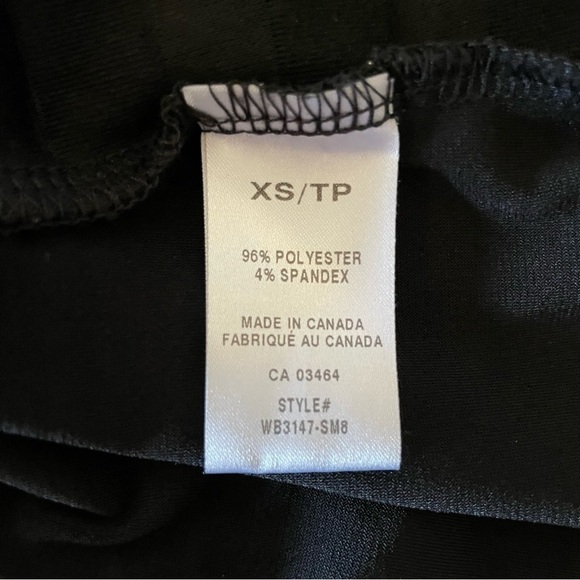 XS/TP
96% POLYESTER
4% SPANDEX
MADE IN CANADA
FABRIQUÉ AU CANADA
CA 03464
STYLE#
WB3147-SM8